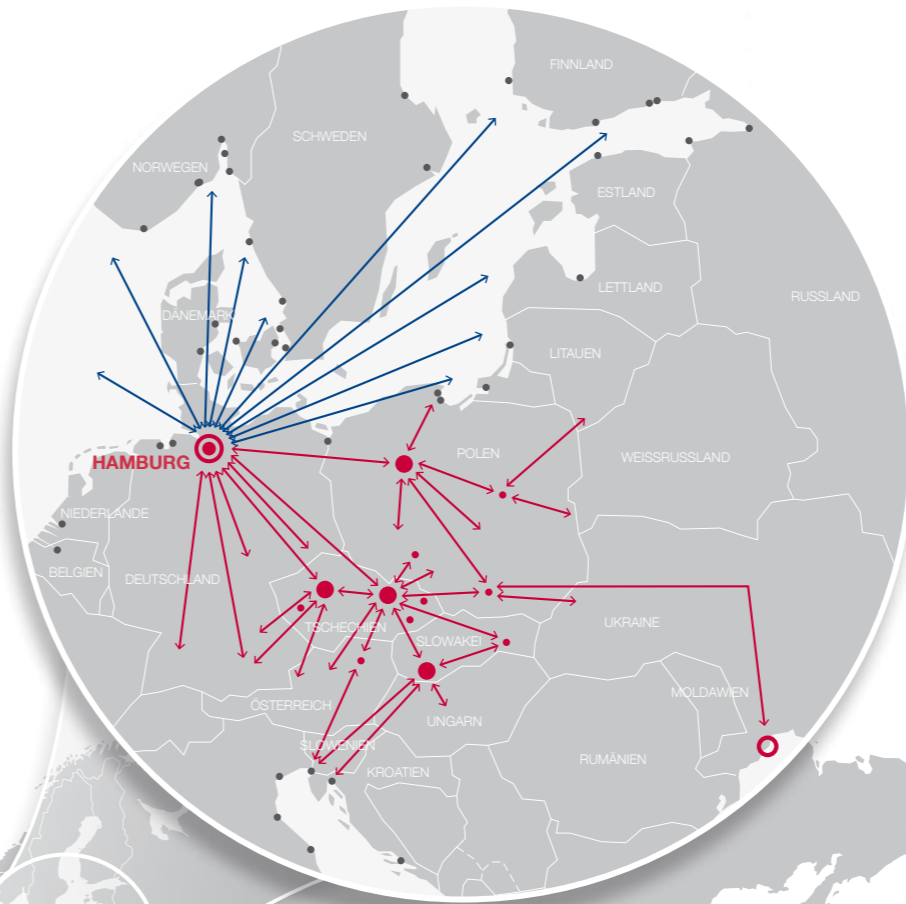 FINNLAND
SCHWEDEN
NORWEGEN
ESTLAND
LETTLAND
RUSSLAND
DÄNEMARK
LITAUEN
HAMBURG
POLEN
WEISSRUSSLAND
NIEDERLANDE
BELGIEN
DEUTSCHLAND
TSCHECHIEN
UKRAINE
SLOWAKEI
MOLDAWIEN
ÖSTERREICH
UNGARN
SLOWENIEN
KROATIEN
RUMÄNIEN